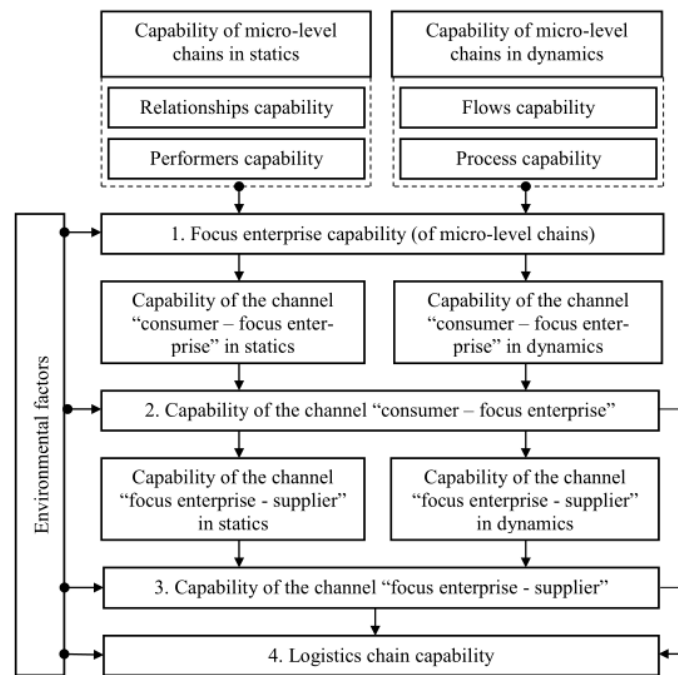 Capability of micro-level
chains in statics
Capability of micro-level
chains in dynamics
Relationships capability
Flows capability
Performers capability
Process capability
Environmental factors
1. Focus enterprise capability (of micro-level chains)
Capability of the channel
“consumer – focus enter-
prise” in statics
Capability of the channel
“consumer – focus enter-
prise” in dynamics
2. Capability of the channel “consumer – focus enterprise”
Capability of the channel
“focus enterprise - supplier”
in statics
Capability of the channel
“focus enterprise - supplier”
in dynamics
3. Capability of the channel “focus enterprise - supplier”
4. Logistics chain capability